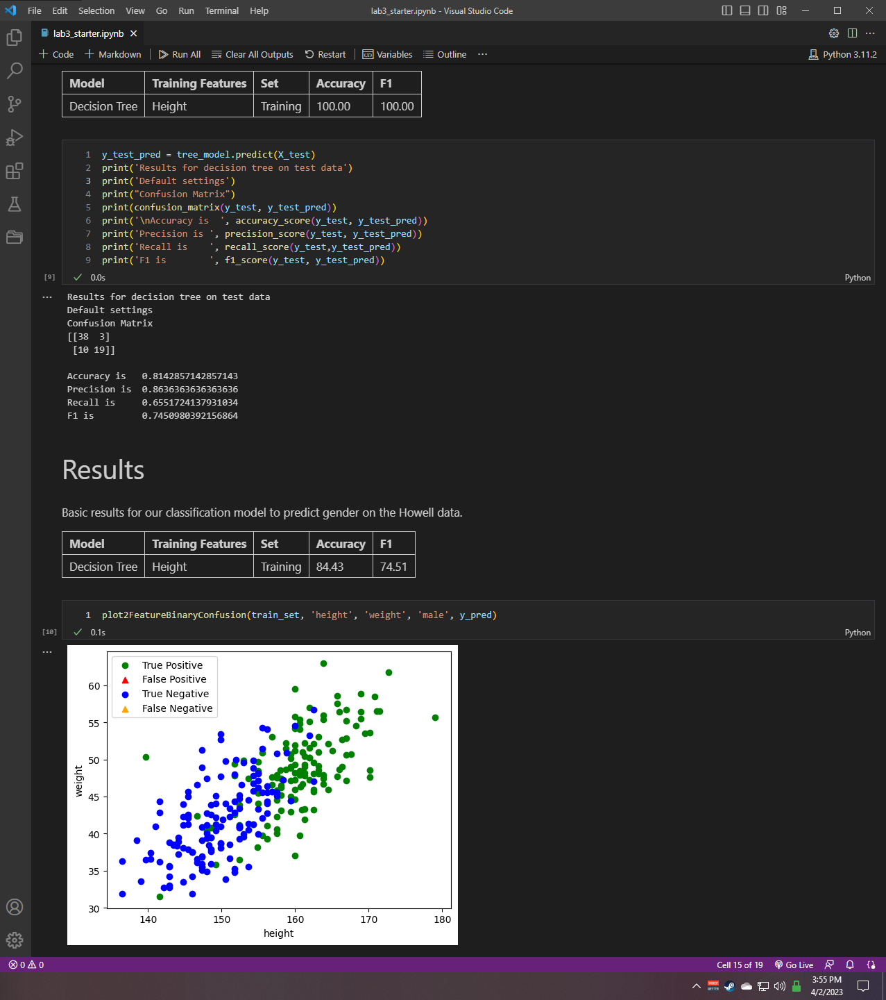 File Edit Selection View Go Run Terminal Help lab3_starter.ipynb - Visual Studio Code
lab3_starter.ipynb
Code Markdown Run All Clear All Outputs Restart Variables Outline ... Python 3.11.2
Model Training Features Set Accuracy F1
Decision Tree Height Training 100.00 100.00
1 y_test_pred = tree_model.predict(X_test)
2 print('Results for decision tree on test data')
3 print('Default settings')
4 print("Confusion Matrix")
5 print(confusion_matrix(y_test, y_test_pred))
6 print('\nAccuracy is  ', accuracy_score(y_test, y_test_pred))
7 print('Precision is ', precision_score(y_test, y_test_pred))
8 print('Recall is    ', recall_score(y_test,y_test_pred))
9 print('F1 is        ', f1_score(y_test, y_test_pred))
[9] 0.0s Python
... Results for decision tree on test data
Default settings
Confusion Matrix
[[38  3]
[10 19]]
Accuracy is   0.8142857142857143
Precision is  0.8636363636363636
Recall is     0.6551724137931034
F1 is         0.7450980392156864
Results
Basic results for our classification model to predict gender on the Howell data.
Model Training Features Set Accuracy F1
Decision Tree Height Training 84.43 74.51
1 plot2FeatureBinaryConfusion(train_set, 'height', 'weight', 'male', y_pred)
[10] 0.1s Python
...
True Positive
False Positive
True Negative
False Negative
60
55
50
45
40
35
30
weight
140 150 160 170 180
height
0 0 Cell 15 of 19 Go Live
3:55 PM
4/2/2023